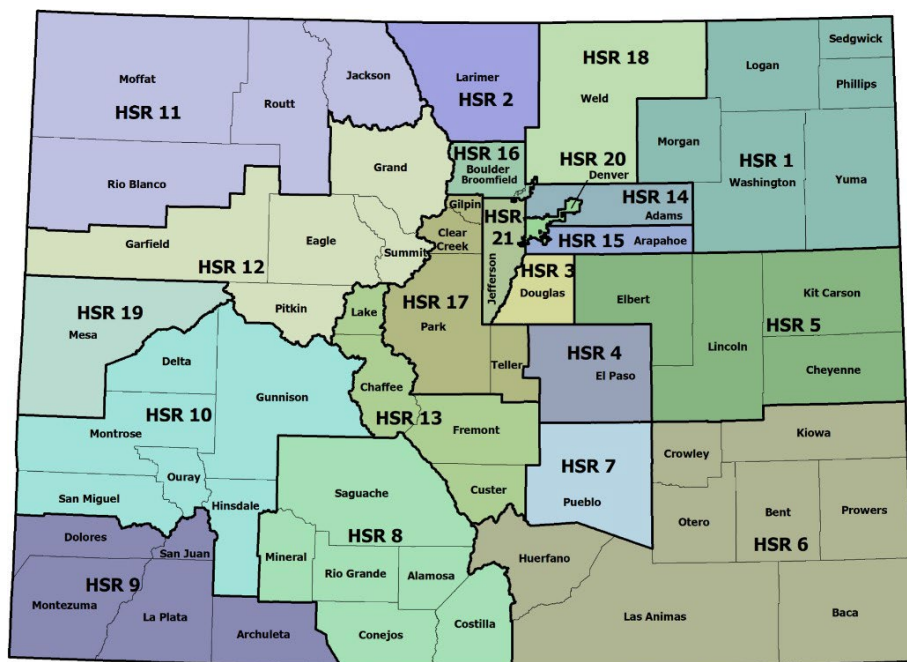 Sedgwick
HSR 18
Logan
Jackson
Moffat
Larimer
Phillips
HSR 2
Weld
HSR 11
Routt
Morgan
HSR 16
HSR 20
HSR 1
Grand
Boulder
Denver
Broomfield
Washington
Yuma
Rio Blanco
HSR 14
Gilpin
HSR
Adams
21
Clear
Creek
HSR 15
Arapahoe
Garfield
Eagle
Summit
HSR 12
Jefferson
HSR 3
Douglas
Kit Carson
Elbert
HSR 17
HSR 19
Pitkin
Lake
Park
HSR 5
Mesa
Lincoln
HSR 4
Delta
Teller
Cheyenne
El Paso
Chaffee
Gunnison
HSR 10
HSR 13
Montrose
Fremont
Kiowa
Crowley
HSR 7
Ouray
Saguache
Custer
San Miguel
Hinsdale
Pueblo
Bent
Prowers
Otero
HSR 8
Dolores
HSR 6
San Juan
Mineral
Huerfano
Rio Grande
Alamosa
HSR 9
Montezuma
La Plata
Las Animas
Baca
Costilla
Archuleta
Conejos